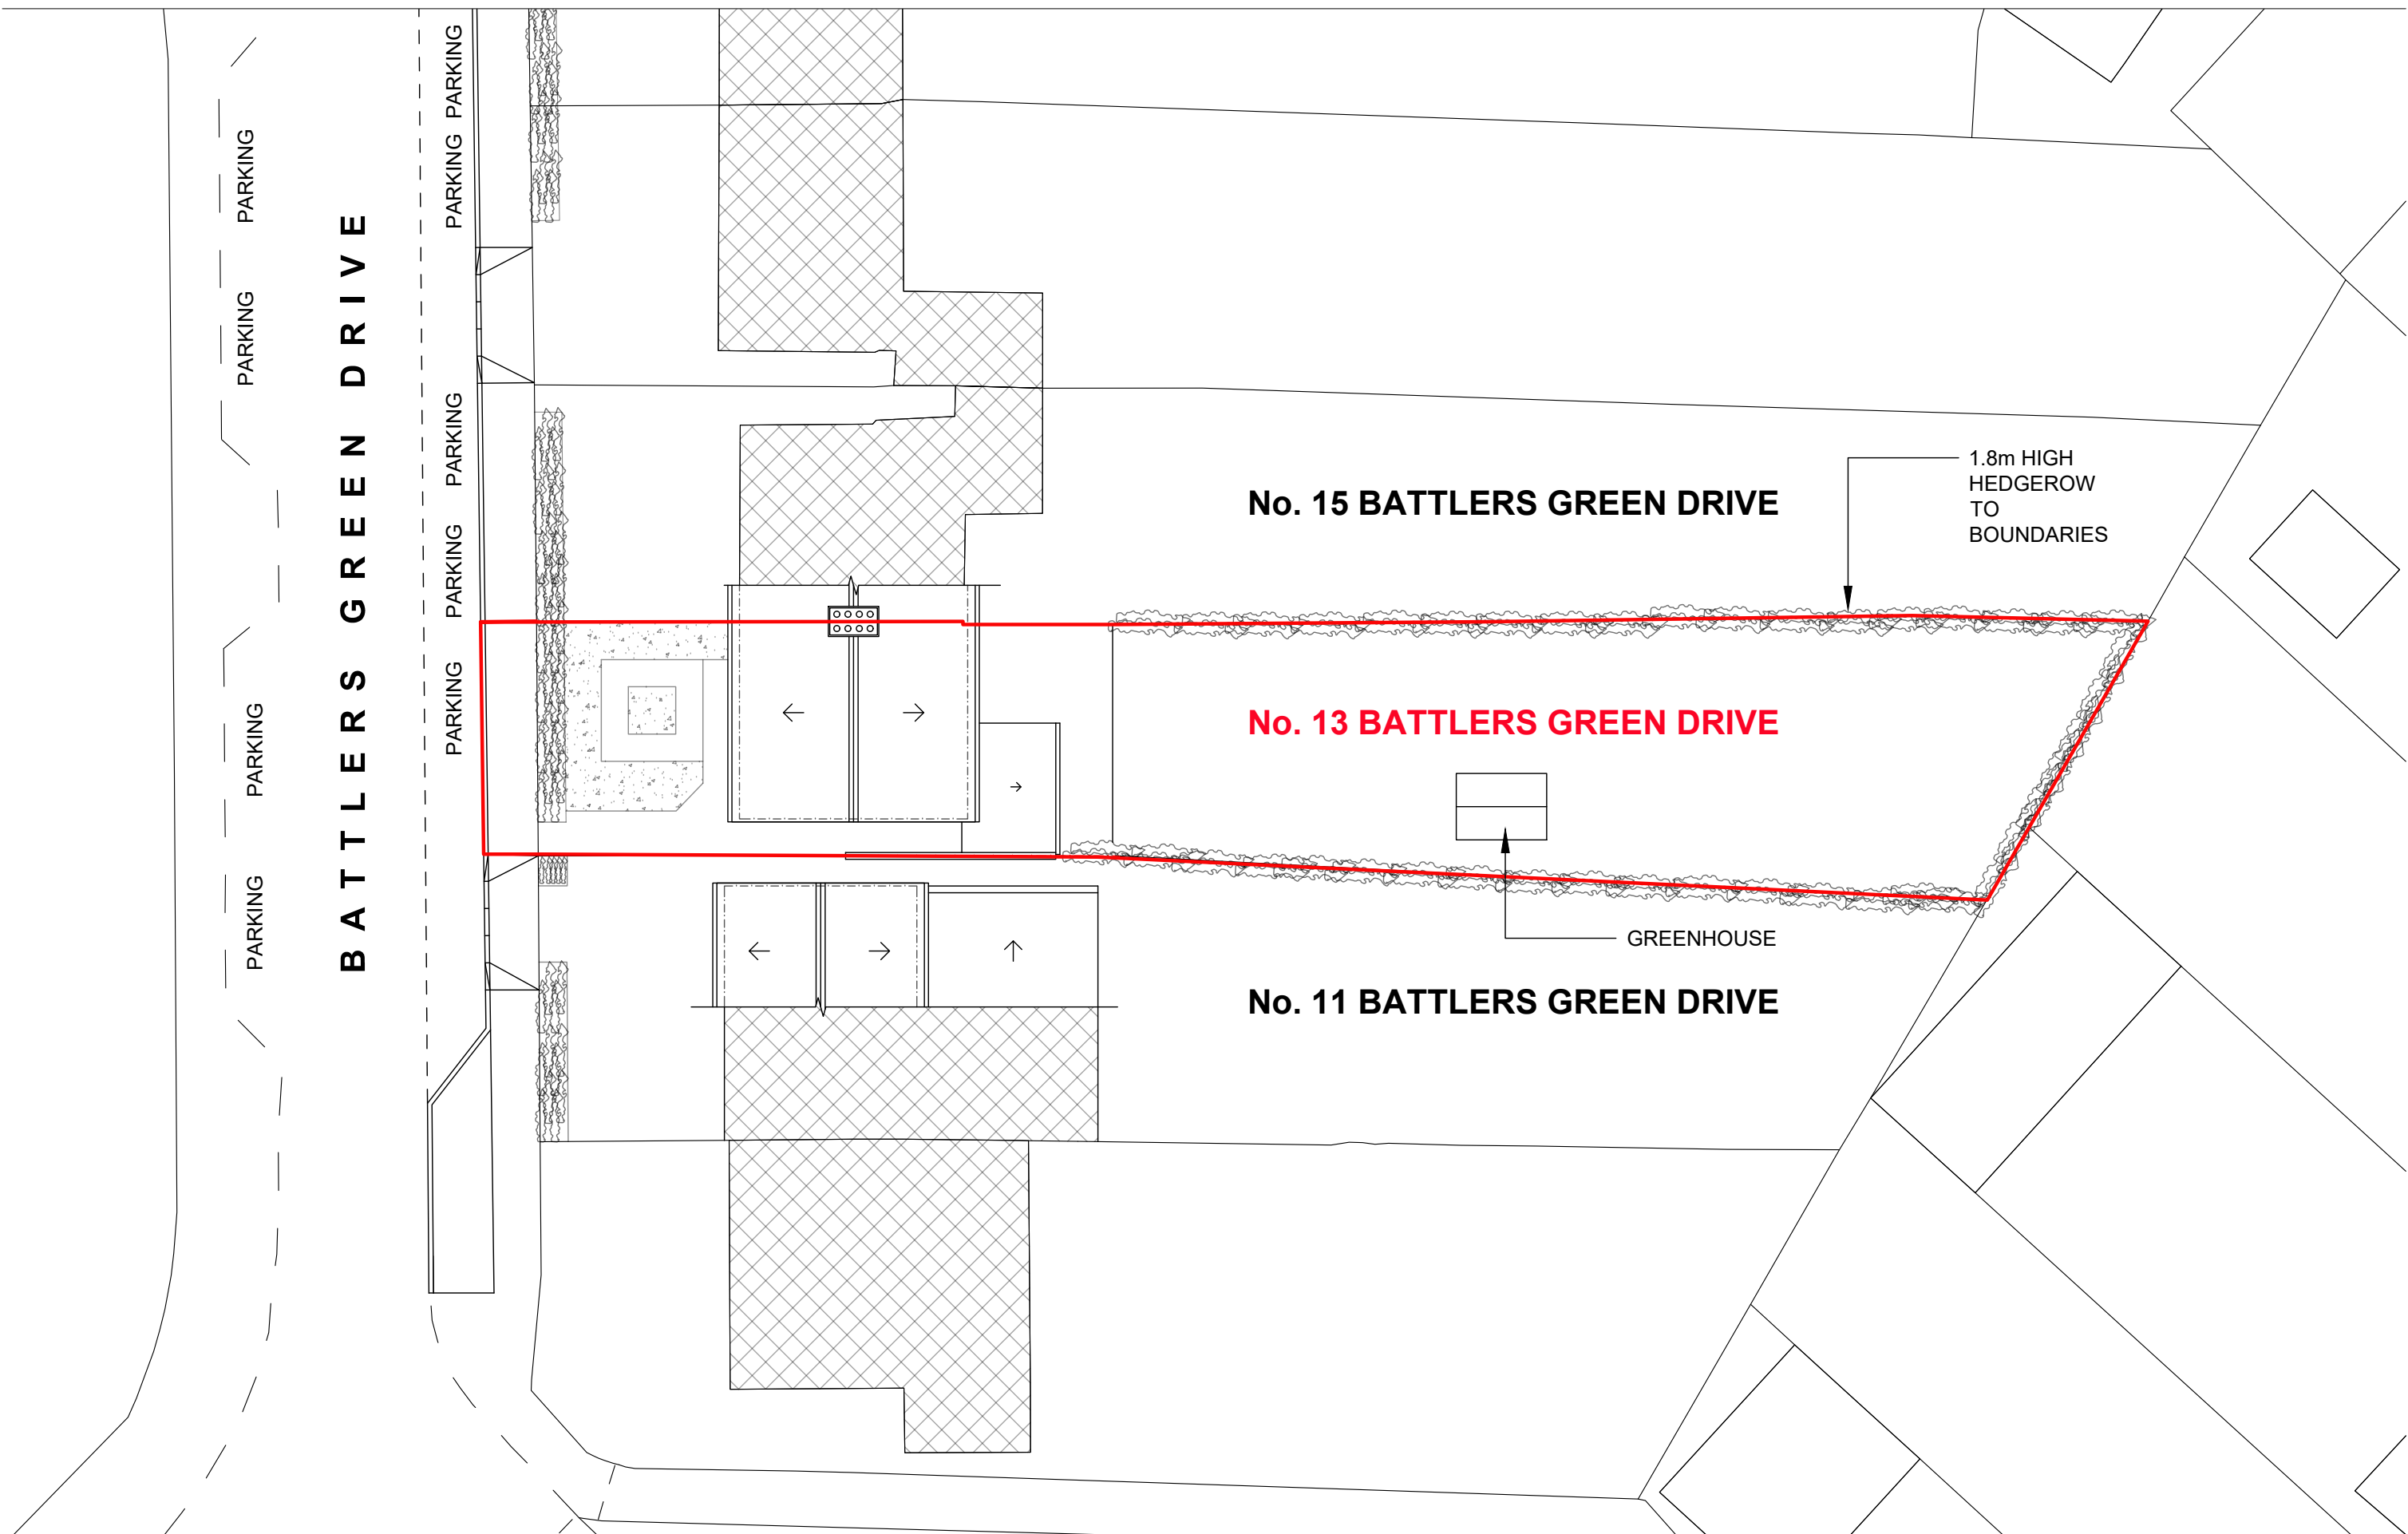 PARKING
PARKING
PARKING
PARKING
PARKING
PARKING
PARKING
PARKING
PARKING
BATTLERS GREEN DRIVE
No. 15 BATTLERS GREEN DRIVE
1.8m HIGH
HEDGEROW
TO
BOUNDARIES
No. 13 BATTLERS GREEN DRIVE
GREENHOUSE
No. 11 BATTLERS GREEN DRIVE